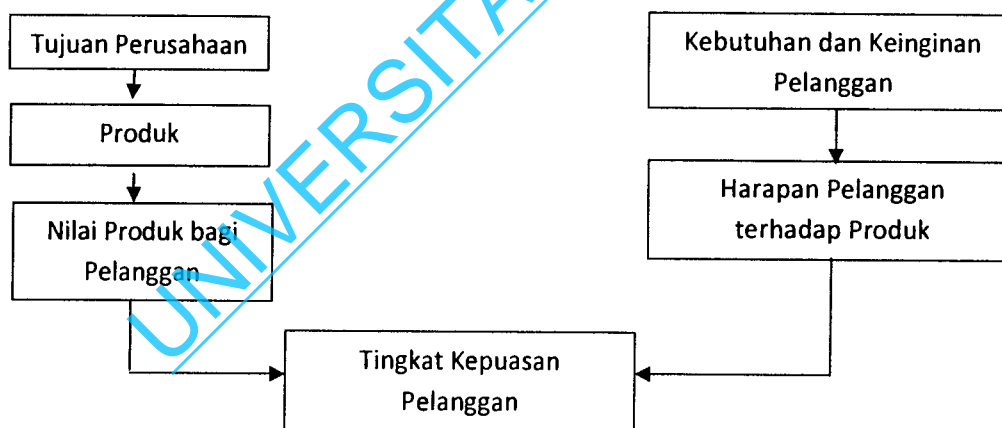 Tujuan Perusahaan
Produk
Nilai Produk bagi
Pelanggan
Kebutuhan dan Keinginan
Pelanggan
Harapan Pelanggan
terhadap Produk
Tingkat Kepuasan
Pelanggan
UNIVERSITA